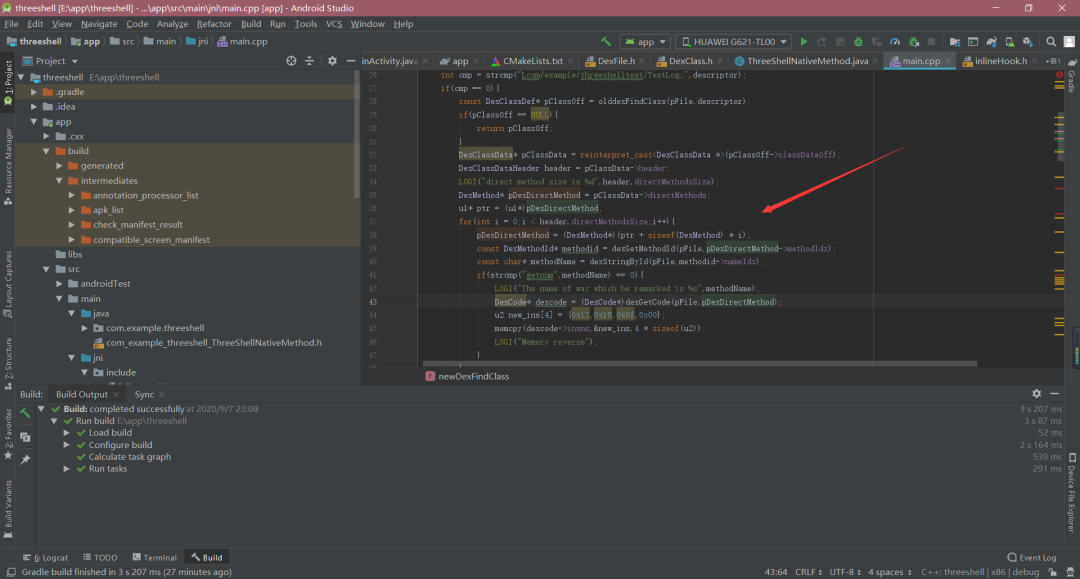 threeshell [E:\app\threeshell] - ...\app\src\main\jni\main.cpp [app] - Android Studio
File Edit View Navigate Code Analyze Refactor Build Run Tools VCS Window Help
threeshell app src main jni main.cpp app HUAWEI G621-TL00
Project inActivity.java app CMakeLists.txt DexFile.h DexClass.h ThreeShellNativeMethod.java main.cpp inlineHook.h
threeshell E:\app\threeshell
.gradle
.idea
app
.cxx
build
generated
intermediates
annotation_processor_list
apk_list
check_manifest_result
compatible_screen_manifest
libs
src
androidTest
main
java
com.example.threeshell
com_example_threeshell_ThreeShellNativeMethod.h
jni
include
1: Project
Resource Manager
Layout Captures
Z: Structure
2: Favorites
Build Variants
26 int cmp = strcmp("Lcom/example/threeshelltest/TestLog;",descriptor);
27 if(cmp == 0){
28 const DexClassDef* pClassOff = olddexFindClass(pFile,descriptor);
29 if(pClassOff == NULL){
30 return pClassOff;
31 }
32 DexClassData* pClassData = reinterpret_cast<DexClassData *>(pClassOff->classDataOff);
33 DexClassDataHeader header = pClassData->header;
34 LOGI("direct method size is %d",header.directMethodsSize);
35 DexMethod* pDexDirectMethod = pClassData->directMethods;
36 u1* ptr = (u1*)pDexDirectMethod;
37 for(int i = 0;i < header.directMethodsSize;i++){
38 pDexDirectMethod = (DexMethod*)(ptr + sizeof(DexMethod) * i);
39 const DexMethodId* methodid = dexGetMethodId(pFile,pDexDirectMethod->methodIdx);
40 const char* methodName = dexStringById(pFile,methodid->nameIdx);
41 if(strcmp("getnum",methodName) == 0){
42 LOGI("The name of war which be remarked is %s",methodName);
43 DexCode* dexcode = (DexCode*)dexGetCode(pFile,pDexDirectMethod);
44 u2 new_ins[4] = {0x12,0x10,0x0f,0x00};
45 memcpy(dexcode->insns,&new_ins,4 * sizeof(u2));
46 LOGI("Memory reverse");
47 }
newDexFindClass
Gradle
Device File Explorer
Build: Build Output Sync
Build: completed successfully at 2020/9/7 23:08 3 s 207 ms
Run build E:\app\threeshell 3 s 87 ms
Load build 52 ms
Configure build 2 s 164 ms
Calculate task graph 539 ms
Run tasks 291 ms
6: Logcat TODO Terminal Build Event Log
Gradle build finished in 3 s 207 ms (27 minutes ago) 43:64 CRLF UTF-8 4 spaces C++: threeshell | x86 | debug